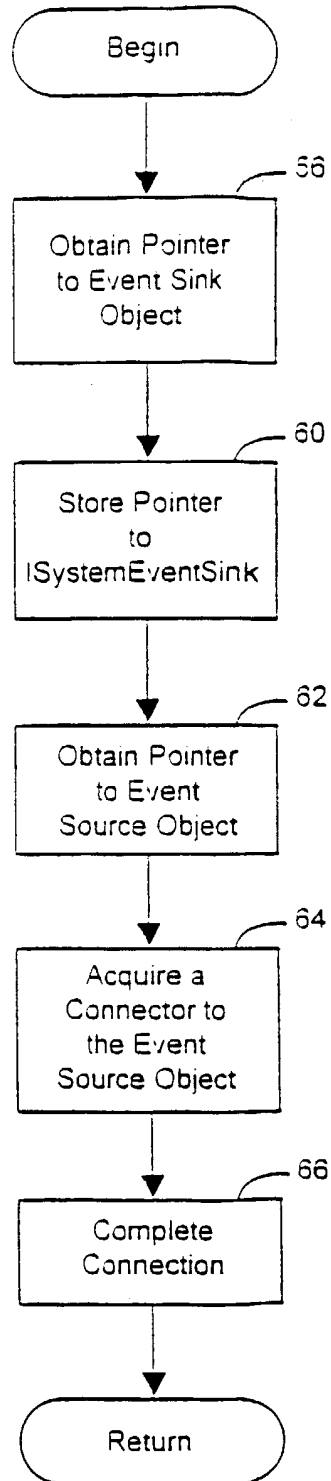 Begin
56
Obtain Pointer
to Event Sink
Object
60
Store Pointer
to
ISystemEventSink
62
Obtain Pointer
to Event
Source Object
64
Acquire a
Connector to
the Event
Source Object
66
Complete
Connection
Return